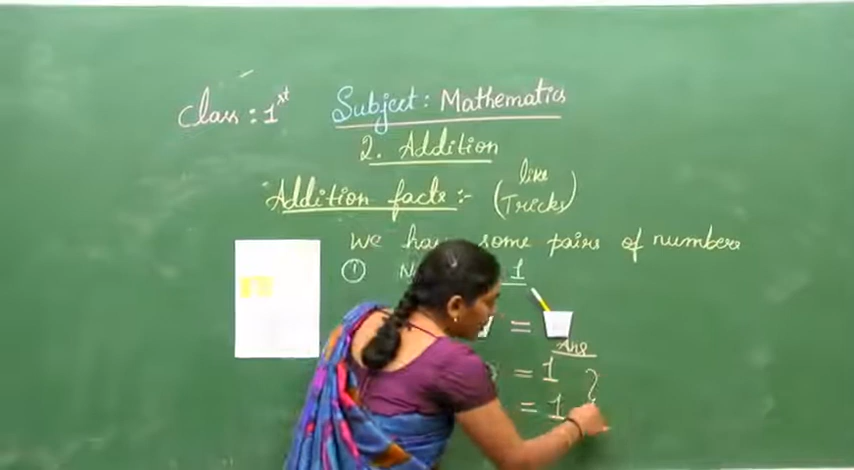 Class : 1st Subject : Mathematics
2. Addition
Addition facts :- (like Tricks)
We have some pairs of numbers
① 1
=
Ans
= 1
= 1